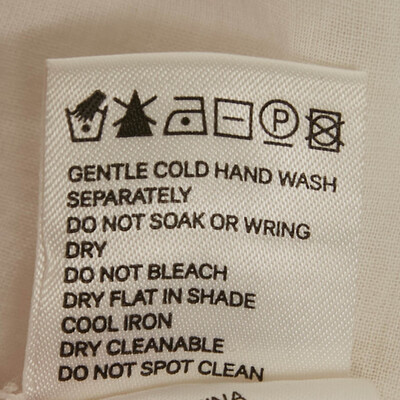 P
GENTLE COLD HAND WASH
SEPARATELY
DO NOT SOAK OR WRING
DRY
DO NOT BLEACH
DRY FLAT IN SHADE
COOL IRON
DRY CLEANABLE
DO NOT SPOT CLEAN